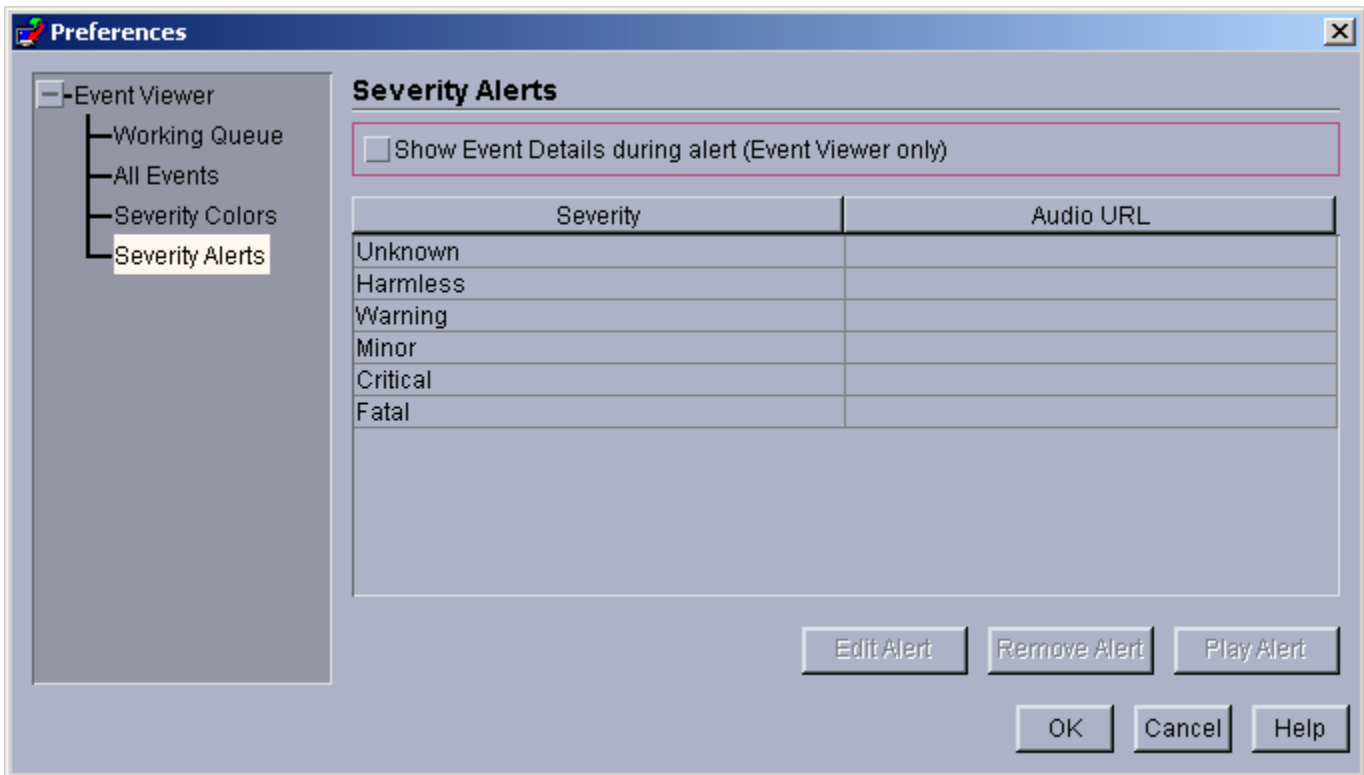 Preferences
Event Viewer
Working Queue
All Events
Severity Colors
Severity Alerts
Severity Alerts
Show Event Details during alert (Event Viewer only)
Severity Audio URL
Unknown
Harmless
Warning
Minor
Critical
Fatal
Edit Alert Remove Alert Play Alert
OK Cancel Help